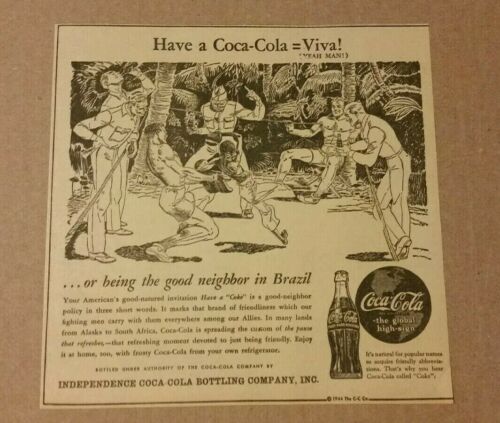 Have a Coca-Cola = Viva!
(YEAH MAN!)
... or being the good neighbor in Brazil
Your American's good-natured invitation Have a "Coke" is a good-neighbor
policy in three short words. It marks that brand of friendliness which our
fighting men carry with them everywhere among our Allies. In many lands
from Alaska to South Africa, Coca-Cola is spreading the custom of the pause
that refreshes,—that refreshing moment devoted to just being friendly. Enjoy
it at home, too, with frosty Coca-Cola from your own refrigerator.
BOTTLED UNDER AUTHORITY OF THE COCA-COLA COMPANY BY
INDEPENDENCE COCA-COLA BOTTLING COMPANY, INC.
Coca-Cola
-the global
high-sign
It's natural for popular names
to acquire friendly abbrevia-
tions. That's why you hear
Coca-Cola called "Coke".
© 1944 The C-C Co.